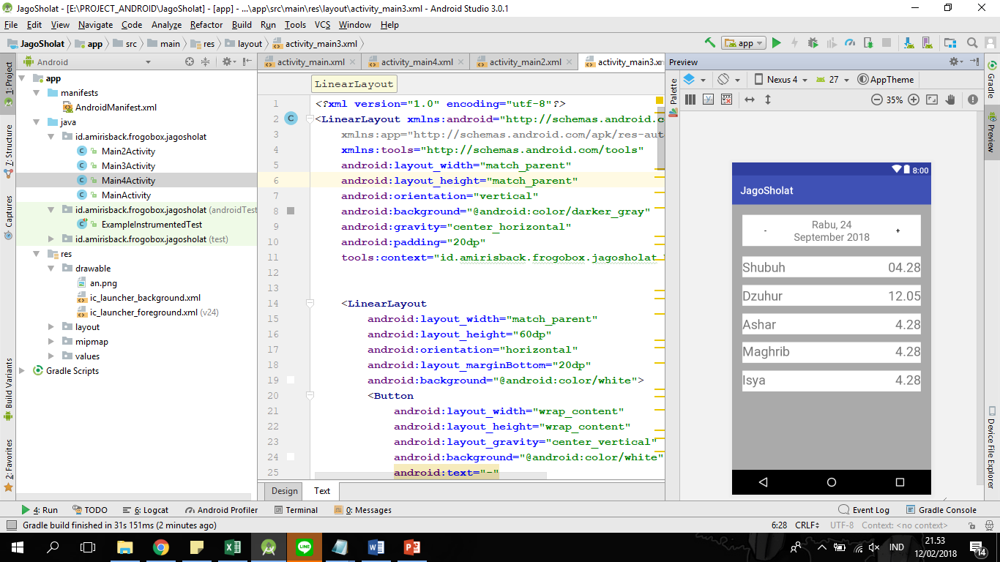 JagoSholat - [E:\PROJECT_ANDROID\JagoSholat] - [app] - ...\app\src\main\res\layout\activity_main3.xml - Android Studio 3.0.1
File Edit View Navigate Code Analyze Refactor Build Run Tools VCS Window Help
JagoSholat app src main res layout activity_main3.xml
app
1: Project
7: Structure
Captures
Build Variants
2: Favorites
Android
app
manifests
AndroidManifest.xml
java
id.amirisback.frogobox.jagosholat
Main2Activity
Main3Activity
Main4Activity
MainActivity
id.amirisback.frogobox.jagosholat (androidTest
ExampleInstrumentedTest
id.amirisback.frogobox.jagosholat (test)
res
drawable
an.png
ic_launcher_background.xml
ic_launcher_foreground.xml (v24)
layout
mipmap
values
Gradle Scripts
activity_main.xml activity_main4.xml activity_main2.xml activity_main3.xm
LinearLayout
1 <?xml version="1.0" encoding="utf-8"?>
2 <LinearLayout xmlns:android="http://schemas.android.c
3 xmlns:app="http://schemas.android.com/apk/res-aut
4 xmlns:tools="http://schemas.android.com/tools"
5 android:layout_width="match_parent"
6 android:layout_height="match_parent"
7 android:orientation="vertical"
8 android:background="@android:color/darker_gray"
9 android:gravity="center_horizontal"
10 android:padding="20dp"
11 tools:context="id.amirisback.frogobox.jagosholat.
12
13
14 <LinearLayout
15 android:layout_width="match_parent"
16 android:layout_height="60dp"
17 android:orientation="horizontal"
18 android:layout_marginBottom="20dp"
19 android:background="@android:color/white">
20 <Button
21 android:layout_width="wrap_content"
22 android:layout_height="wrap_content"
23 android:layout_gravity="center_vertical"
24 android:background="@android:color/white"
25 android:text="-"
Design Text
Preview
Palette
Nexus 4 27 AppTheme
35%
8:00
JagoSholat
- Rabu, 24 +
September 2018
Shubuh 04.28
Dzuhur 12.05
Ashar 4.28
Maghrib 4.28
Isya 4.28
Gradle
Preview
Device File Explorer
4: Run TODO 6: Logcat Android Profiler Terminal 0: Messages Event Log Gradle Console
Gradle build finished in 31s 151ms (2 minutes ago) 6:28 CRLF UTF-8 Context: <no context>
LINE
IND
21.53
12/02/2018
14